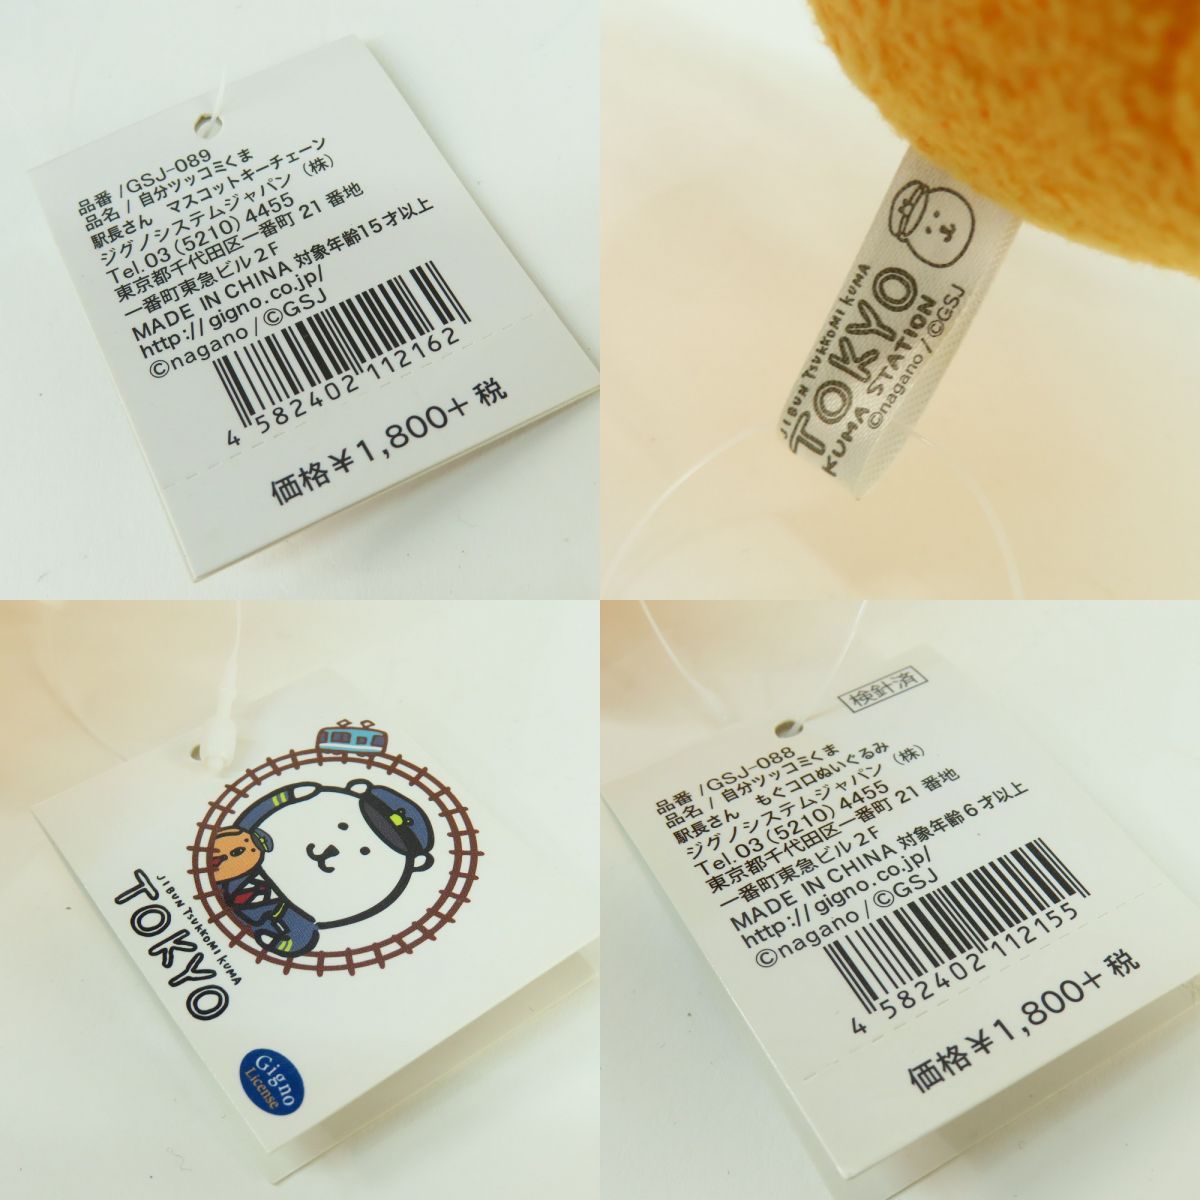 品番/GSJ-089
品名/自分ツッコミくま
駅長さん マスコットキーチェーン
ジグノシステムジャパン(株)
Tel.03(5210)4455
東京都千代田区一番町 21 番地
一番町東急ビル2F
MADE IN CHINA 対象年齢15才以上
http://gigno.co.jp/
©nagano/©GSJ
4 582402 112162
価格¥1,800+税
JIBUN TSUKKOMI KUMA
TOKYO
KUMA STATION
©nagano/©GSJ
JIBUN TSUKKOMI KUMA
TOKYO
Gigno
License
検針済
品番/GSJ-088
品名/自分ツッコミくま
駅長さん もぐコロぬいぐるみ
ジグノシステムジャパン(株)
Tel.03(5210)4455
東京都千代田区一番町 21 番地
一番町東急ビル2F
MADE IN CHINA 対象年齢6才以上
http://gigno.co.jp/
©nagano/©GSJ
4 582402 112155
価格¥1,800+税